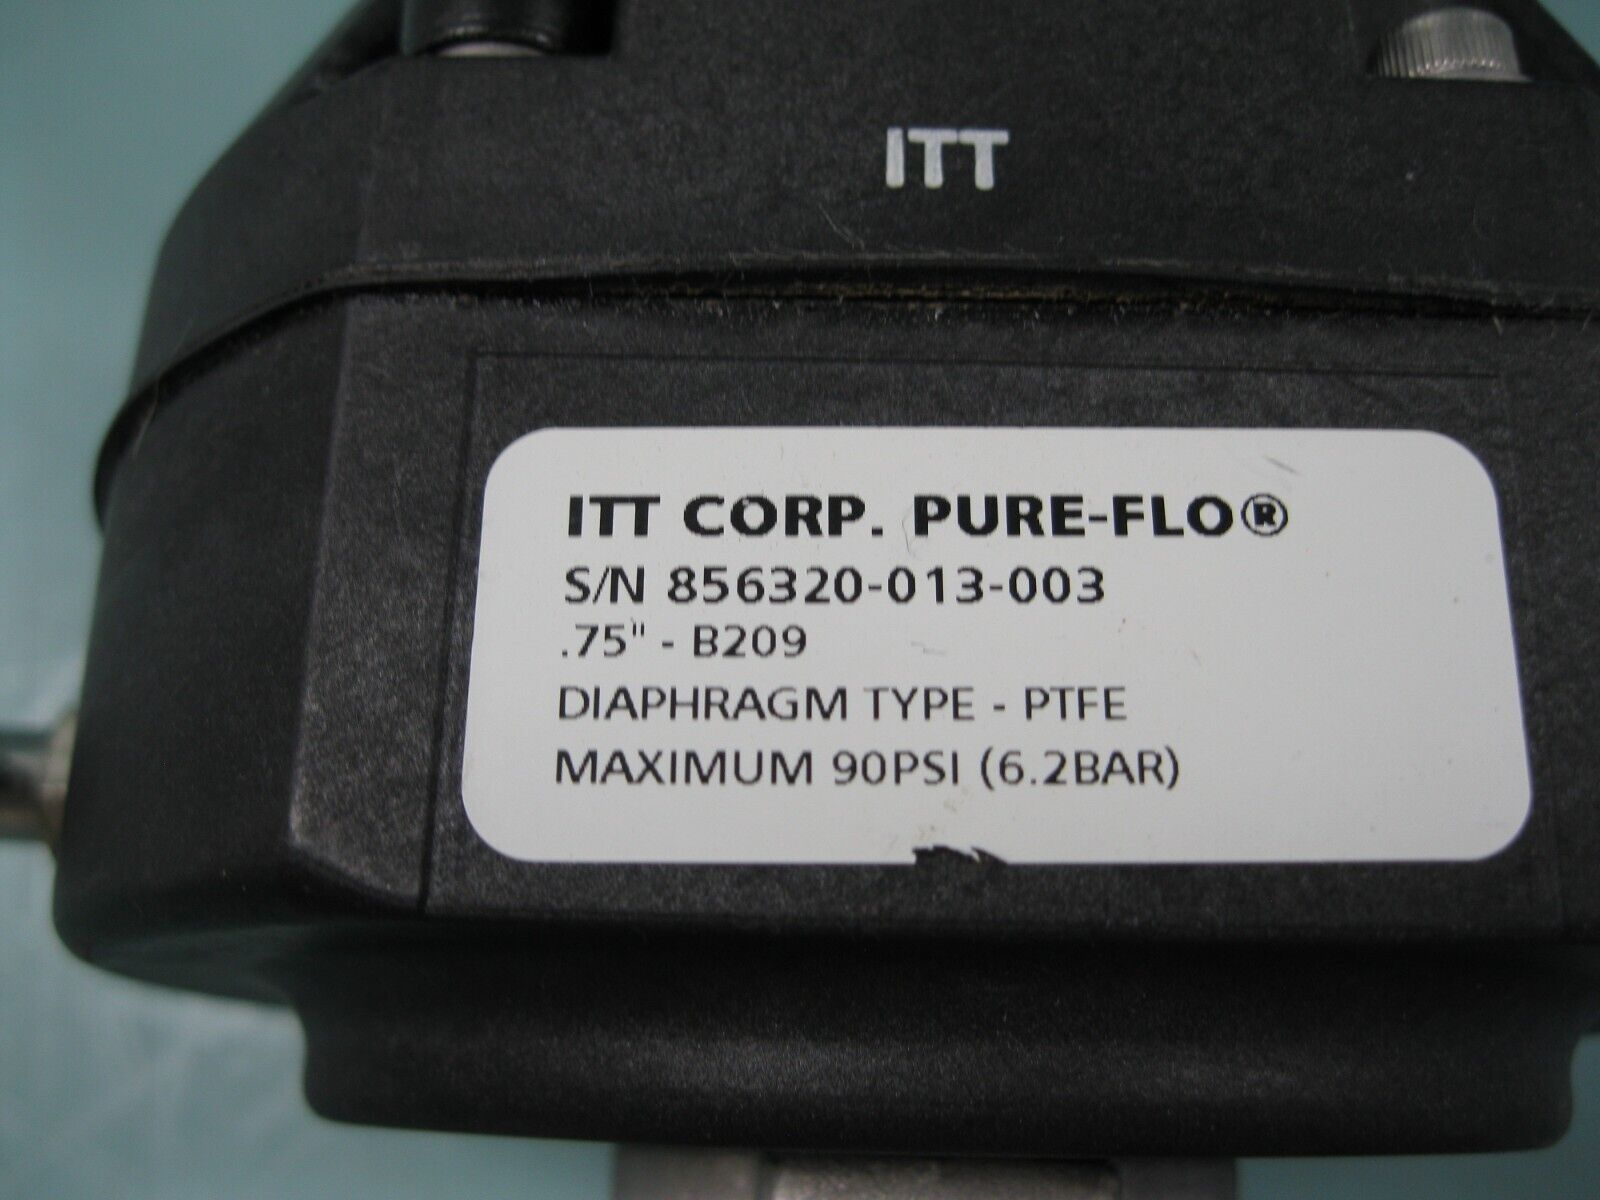 ITT
ITT CORP. PURE-FLO®
S/N 856320-013-003
.75" - B209
DIAPHRAGM TYPE - PTFE
MAXIMUM 90PSI (6.2BAR)